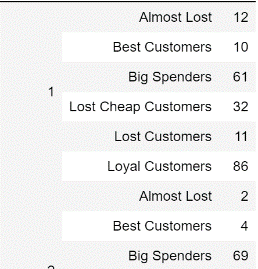 Almost Lost 12
Best Customers 10
Big Spenders 61
1
Lost Cheap Customers 32
Lost Customers 11
Loyal Customers 86
Almost Lost 2
Best Customers 4
Big Spenders 69